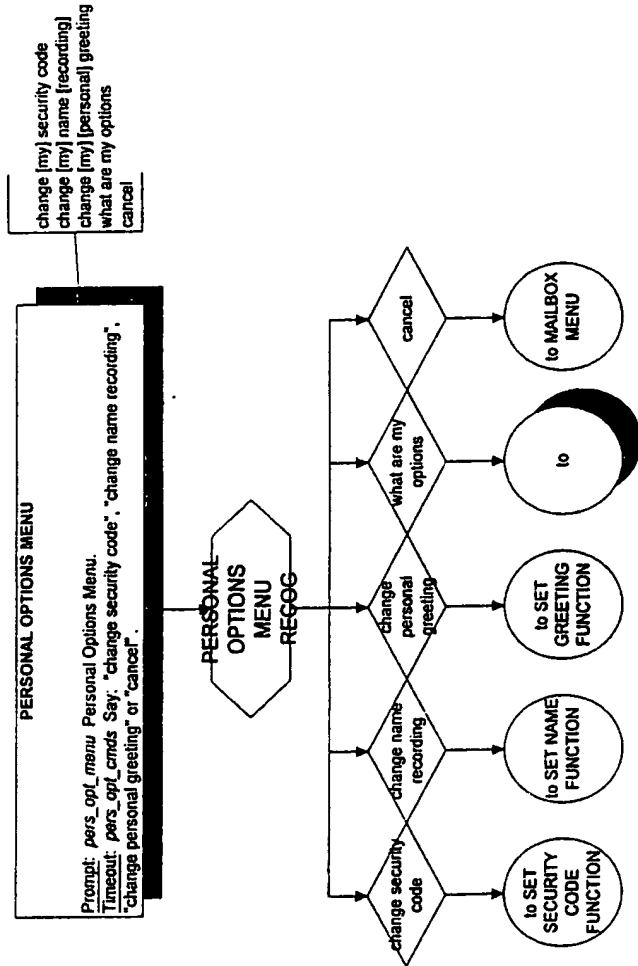 PERSONAL OPTIONS MENU
Prompt: pers_opt_menu Personal Options Menu.
Timeout: pers_opt_cmds Say: "change security code", "change name recording",
"change personal greeting" or "cancel".
change [my] security code
change [my] name [recording]
change [my] [personal] greeting
what are my options
cancel
PERSONAL
OPTIONS
MENU
RECOG
change security
code
change name
recording
change
personal
greeting
what are my
options
cancel
to SET
SECURITY
CODE
FUNCTION
to SET NAME
FUNCTION
to SET
GREETING
FUNCTION
to
to MAILBOX
MENU